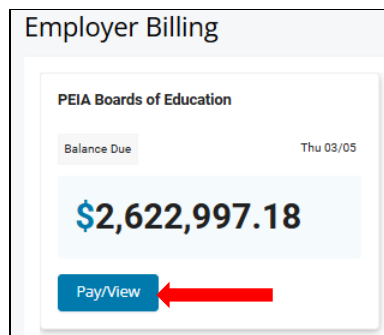 Employer Billing
PEIA Boards of Education
Balance Due Thu 03/05
$2,622,997.18
Pay/View